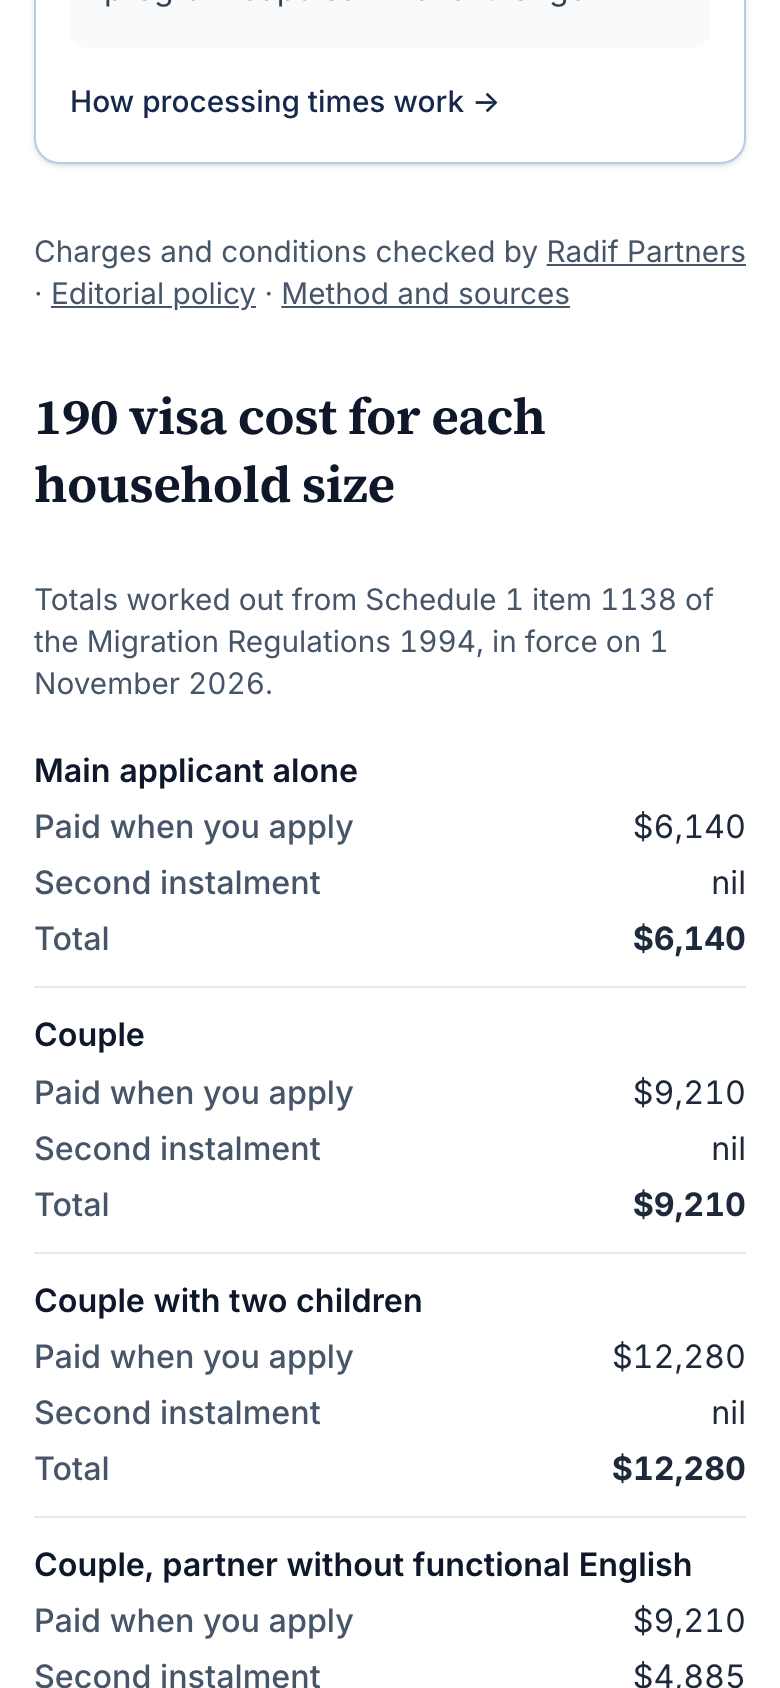 How processing times work →
Charges and conditions checked by Radif Partners
· Editorial policy · Method and sources
190 visa cost for each
household size
Totals worked out from Schedule 1 item 1138 of
the Migration Regulations 1994, in force on 1
November 2026.
Main applicant alone
Paid when you apply $6,140
Second instalment nil
Total $6,140
Couple
Paid when you apply $9,210
Second instalment nil
Total $9,210
Couple with two children
Paid when you apply $12,280
Second instalment nil
Total $12,280
Couple, partner without functional English
Paid when you apply $9,210
Second instalment $4,885